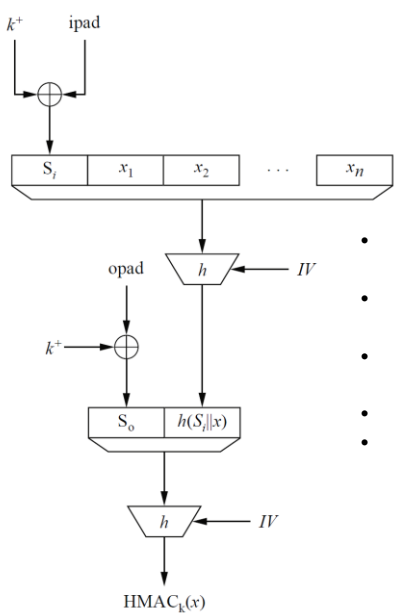 k⁺ ipad
Sᵢ x₁ x₂ . . . xₙ
h IV
opad
k⁺
Sₒ h(Sᵢ||x)
h IV
HMACₖ(x)